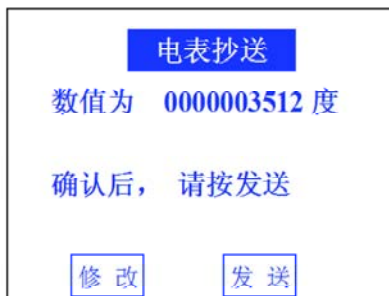 电表抄送
数值为 0000003512 度
确认后， 请按发送
修 改 发 送